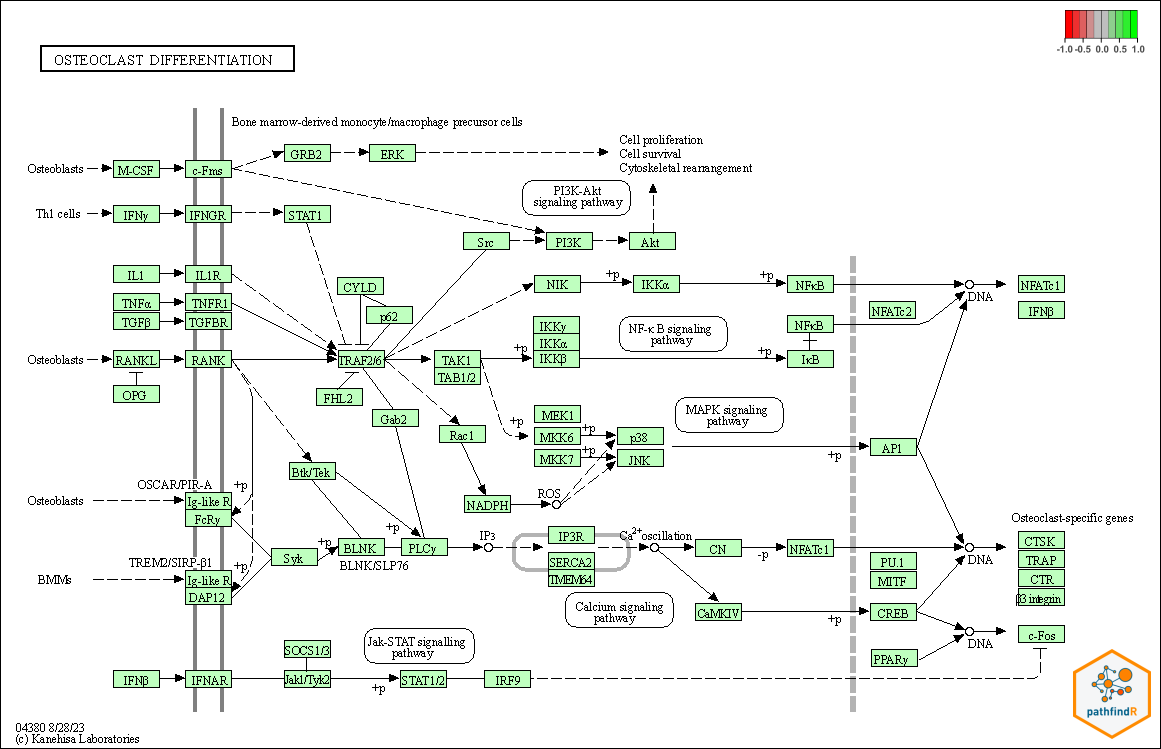 -1.0 -0.5 0.0 0.5 1.0
OSTEOCLAST DIFFERENTIATION
Bone marrow-derived monocyte/macrophage precursor cells
Cell proliferation
Cell survival
Cytoskeletal rearrangement
Osteoblasts
M-CSF
c-Fms
GRB2
ERK
PI3K-Akt
signaling pathway
Th1 cells
IFNγ
IFNGR
STAT1
Src
PI3K
Akt
IL1
IL1R
CYLD
NIK
+p
IKKα
+p
NFκB
DNA
NFATc1
TNFα
TNFR1
p62
NFATc2
IFNβ
TGFβ
TGFBR
IKKγ
IKKα
IKKβ
NF-κ B signaling
pathway
NFκB
Osteoblasts
RANKL
RANK
TRAF2/6
TAK1
TAB1/2
+p
+p
IκB
OPG
FHL2
Gab2
Rac1
+p
MEK1
MKK6
MKK7
+p
+p
p38
JNK
MAPK signaling
pathway
+p
AP1
Btk/Tek
OSCAR/PIR-A
+p
NADPH
ROS
Osteoblasts
Ig-like R
FcRγ
Osteoclast-specific genes
+p
Syk
+p
BLNK
BLNK/SLP76
PLCγ
IP3
IP3R
SERCA2
TMEM64
Ca2+oscillation
CN
-p
NFATc1
DNA
CTSK
TRAP
CTR
β3 integrin
PU.1
MITF
TREM2/SIRP-β1
+p
BMMs
Ig-like R
DAP12
Calcium signaling
pathway
CaMKIV
+p
CREB
DNA
c-Fos
PPARγ
SOCS1/3
Jak-STAT signalling
pathway
IFNβ
IFNAR
Jak1/Tyk2
+p
STAT1/2
IRF9
pathfindR
04380 8/28/23
(c) Kanehisa Laboratories